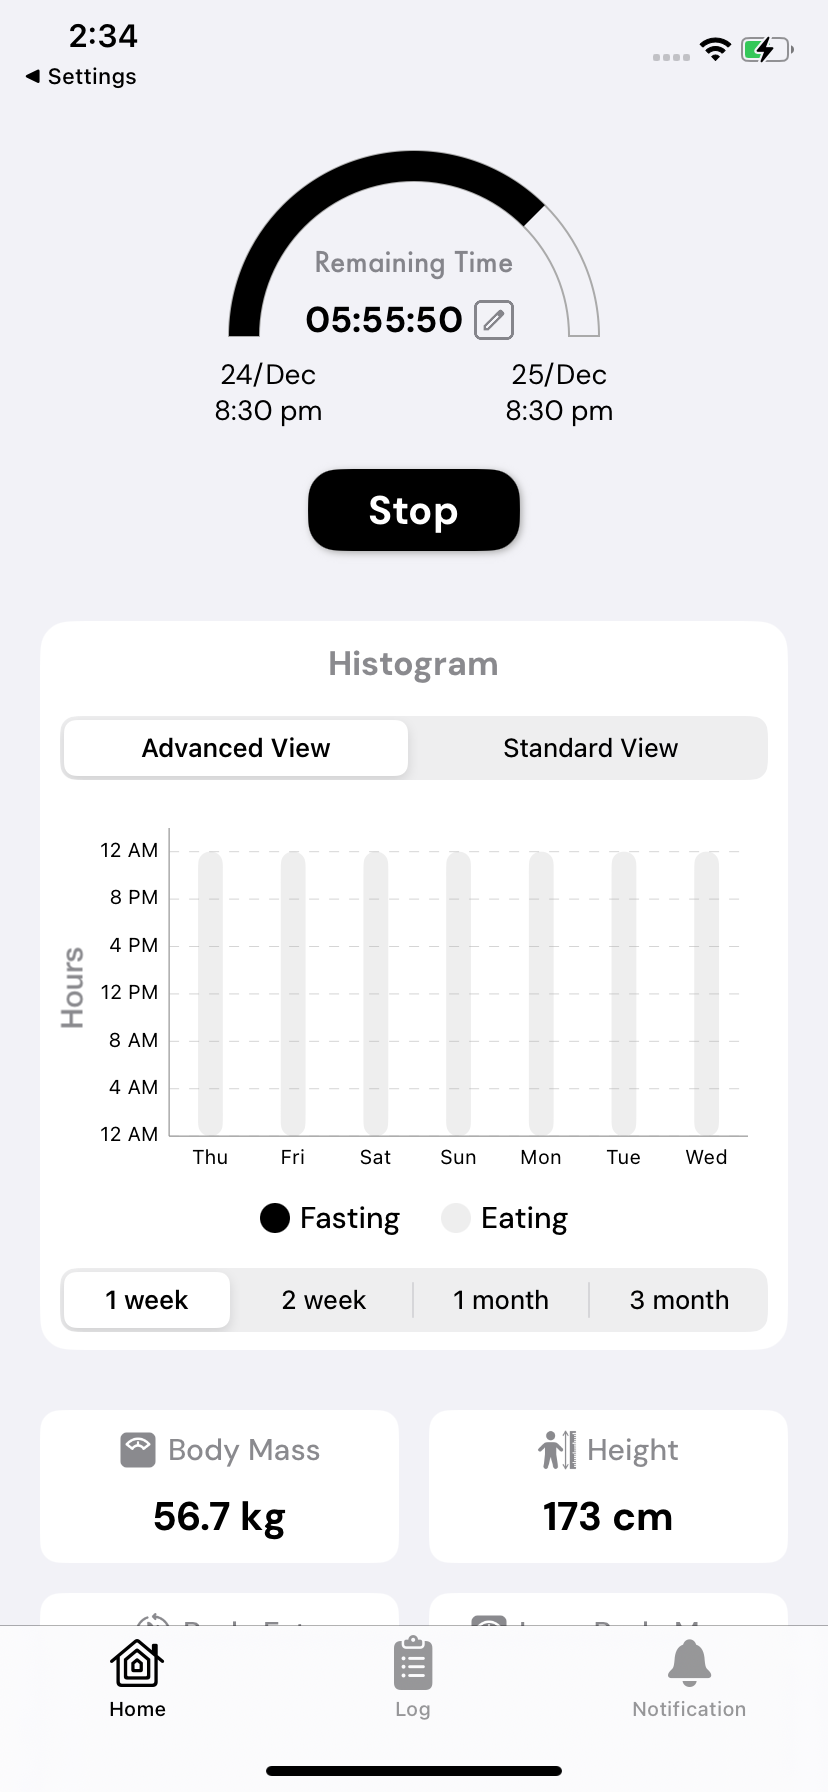 2:34
◀ Settings
Remaining Time
05:55:50
24/Dec 25/Dec
8:30 pm 8:30 pm
Stop
Histogram
Advanced View Standard View
Hours
12 AM
8 PM
4 PM
12 PM
8 AM
4 AM
12 AM
Thu Fri Sat Sun Mon Tue Wed
Fasting Eating
1 week 2 week 1 month 3 month
Body Mass Height
56.7 kg 173 cm
Home Log Notification